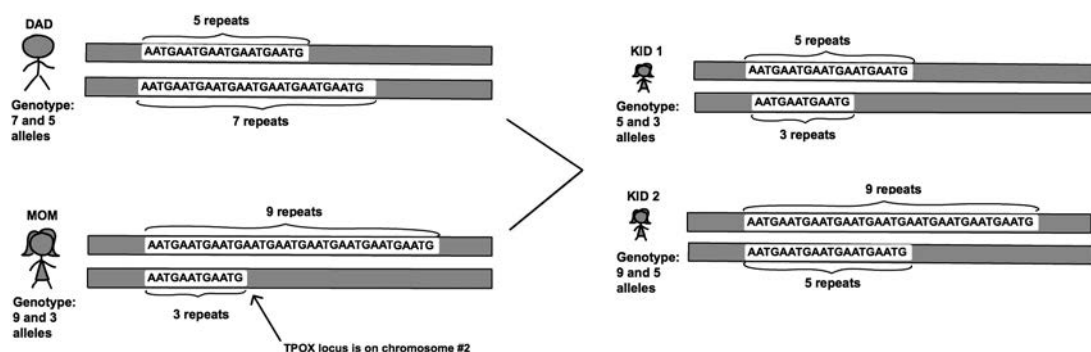 DAD
5 repeats
AATGAATGAATGAATGAATG
AATGAATGAATGAATGAATGAATGAATG
Genotype:
7 and 5
alleles
7 repeats
MOM
9 repeats
AATGAATGAATGAATGAATGAATGAATGAATGAATG
AATGAATGAATG
Genotype:
9 and 3
alleles
3 repeats
TPOX locus is on chromosome #2
KID 1
5 repeats
AATGAATGAATGAATGAATG
AATGAATGAATG
Genotype:
5 and 3
alleles
3 repeats
KID 2
9 repeats
AATGAATGAATGAATGAATGAATGAATGAATGAATG
AATGAATGAATGAATGAATG
Genotype:
9 and 5
alleles
5 repeats